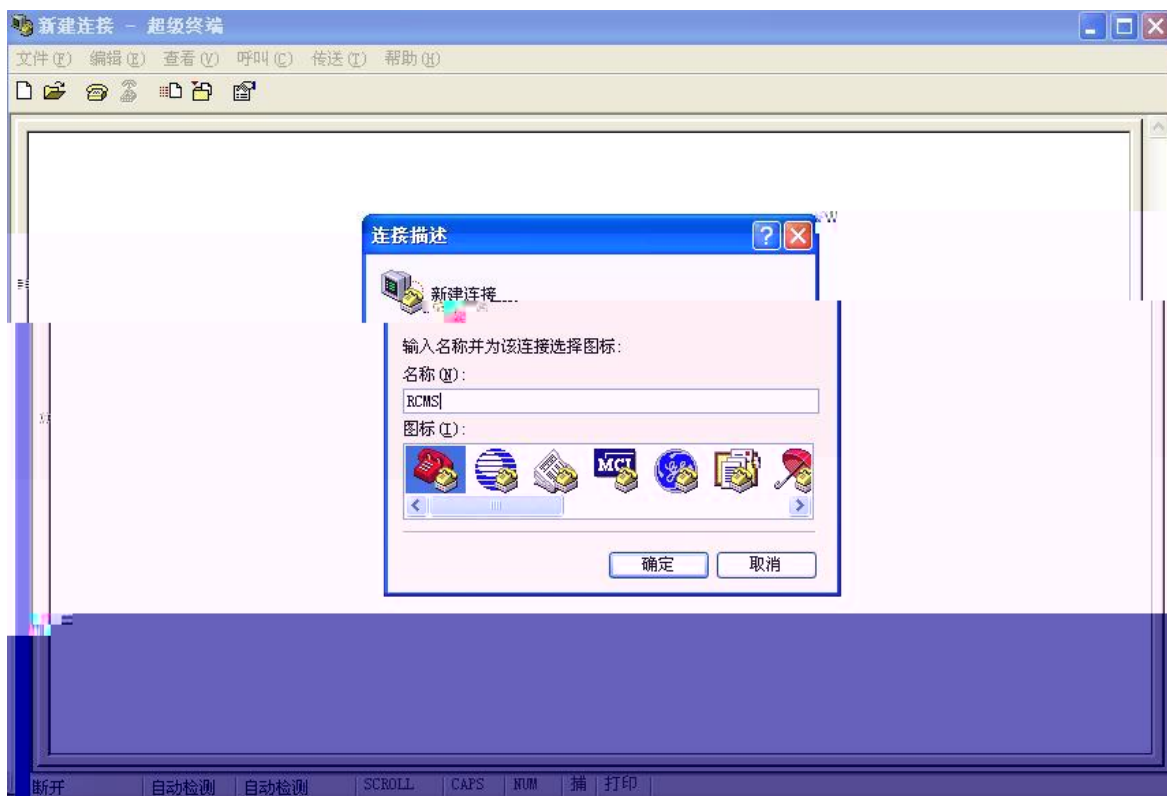 新建连接 - 超级终端
文件(F) 编辑(E) 查看(V) 呼叫(C) 传送(T) 帮助(H)
连接描述
新建连接
输入名称并为该连接选择图标:
名称(N):
RCMS
图标(I):
MCI
确定 取消
断开 自动检测 自动检测 SCROLL CAPS NUM 捕 打印